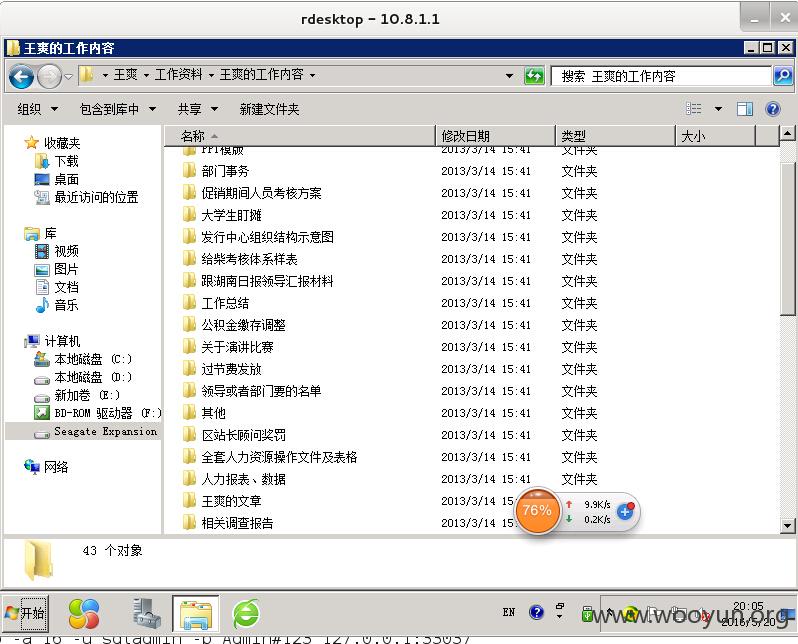 rdesktop - 10.8.1.1
王爽的工作内容
王爽 工作资料 王爽的工作内容
搜索 王爽的工作内容
组织 包含到库中 共享 新建文件夹
收藏夹
下载
桌面
最近访问的位置
库
视频
图片
文档
音乐
计算机
本地磁盘 (C:)
本地磁盘 (D:)
新加卷 (E:)
BD-ROM 驱动器 (F:)
Seagate Expansion
网络
名称 修改日期 类型 大小
PPT模版 2013/3/14 15:41 文件夹
部门事务 2013/3/14 15:41 文件夹
促销期间人员考核方案 2013/3/14 15:41 文件夹
大学生盯摊 2013/3/14 15:41 文件夹
发行中心组织结构示意图 2013/3/14 15:41 文件夹
给柴考核体系样表 2013/3/14 15:41 文件夹
跟湖南日报领导汇报材料 2013/3/14 15:41 文件夹
工作总结 2013/3/14 15:41 文件夹
公积金缴存调整 2013/3/14 15:41 文件夹
关于演讲比赛 2013/3/14 15:41 文件夹
过节费发放 2013/3/14 15:41 文件夹
领导或者部门要的名单 2013/3/14 15:41 文件夹
其他 2013/3/14 15:41 文件夹
区站长顾问奖罚 2013/3/14 15:41 文件夹
全套人力资源操作文件及表格 2013/3/14 15:41 文件夹
人力报表、数据 2013/3/14 15:41 文件夹
王爽的文章 2013/3/14 15:41
相关调查报告 2013/3/14 15:
76% 9.9K/s
0.2K/s
43 个对象
开始
EN
20:05
2016/5/20
www.wooyun.org
127.0.0.1:33037